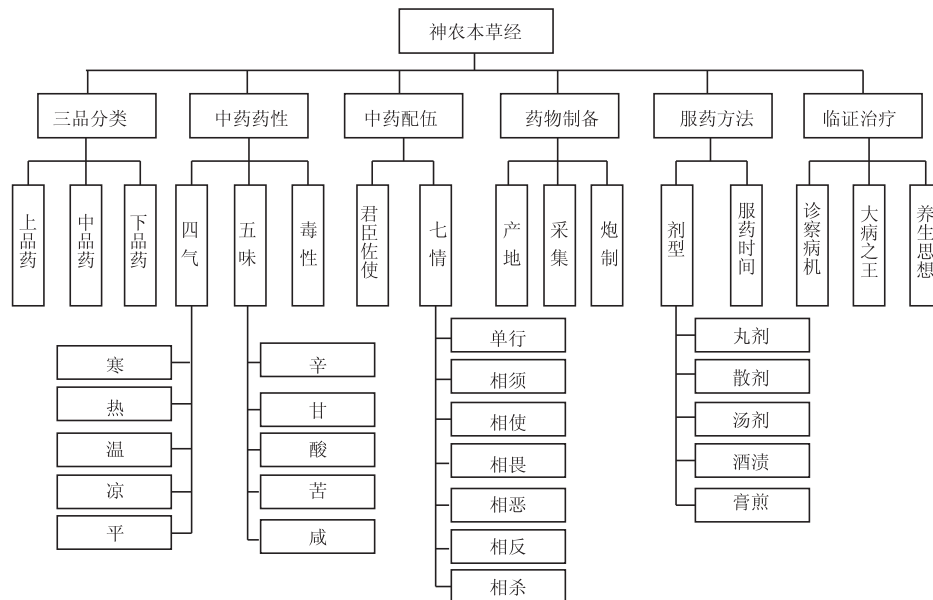 神农本草经
三品分类
中药药性
中药配伍
药物制备
服药方法
临证治疗
上品药
中品药
下品药
四气
五味
毒性
君臣佐使
七情
产地
采集
炮制
剂型
服药时间
诊察病机
大病之王
养生思想
寒
热
温
凉
平
辛
甘
酸
苦
咸
单行
相须
相使
相畏
相恶
相反
相杀
丸剂
散剂
汤剂
酒渍
膏煎